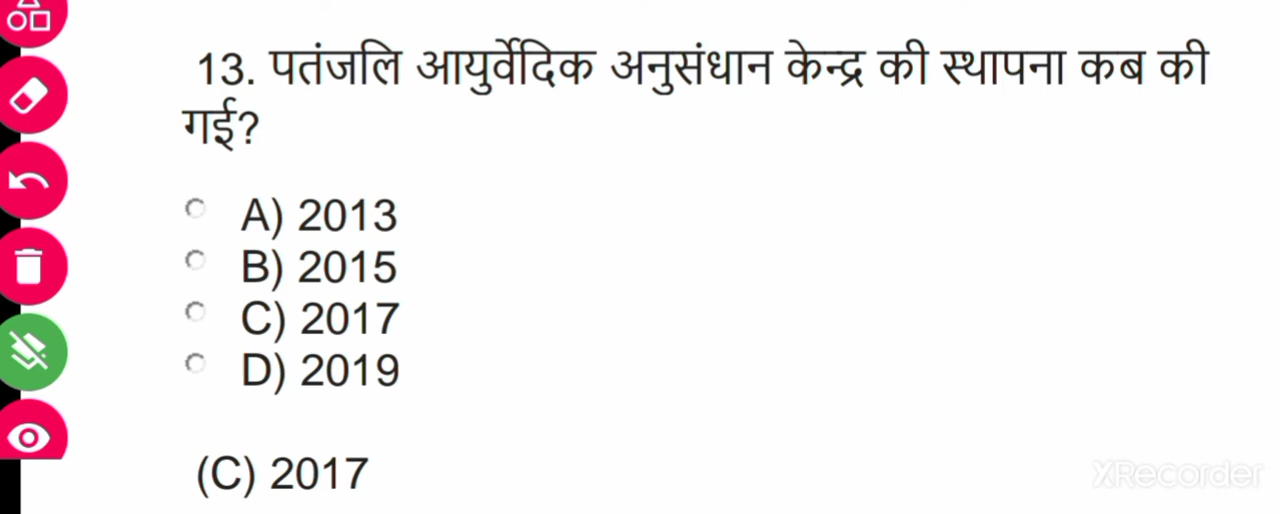 13. पतंजलि आयुर्वेदिक अनुसंधान केन्द्र की स्थापना कब की
गई?
A) 2013
B) 2015
C) 2017
D) 2019
(C) 2017
XRecorder